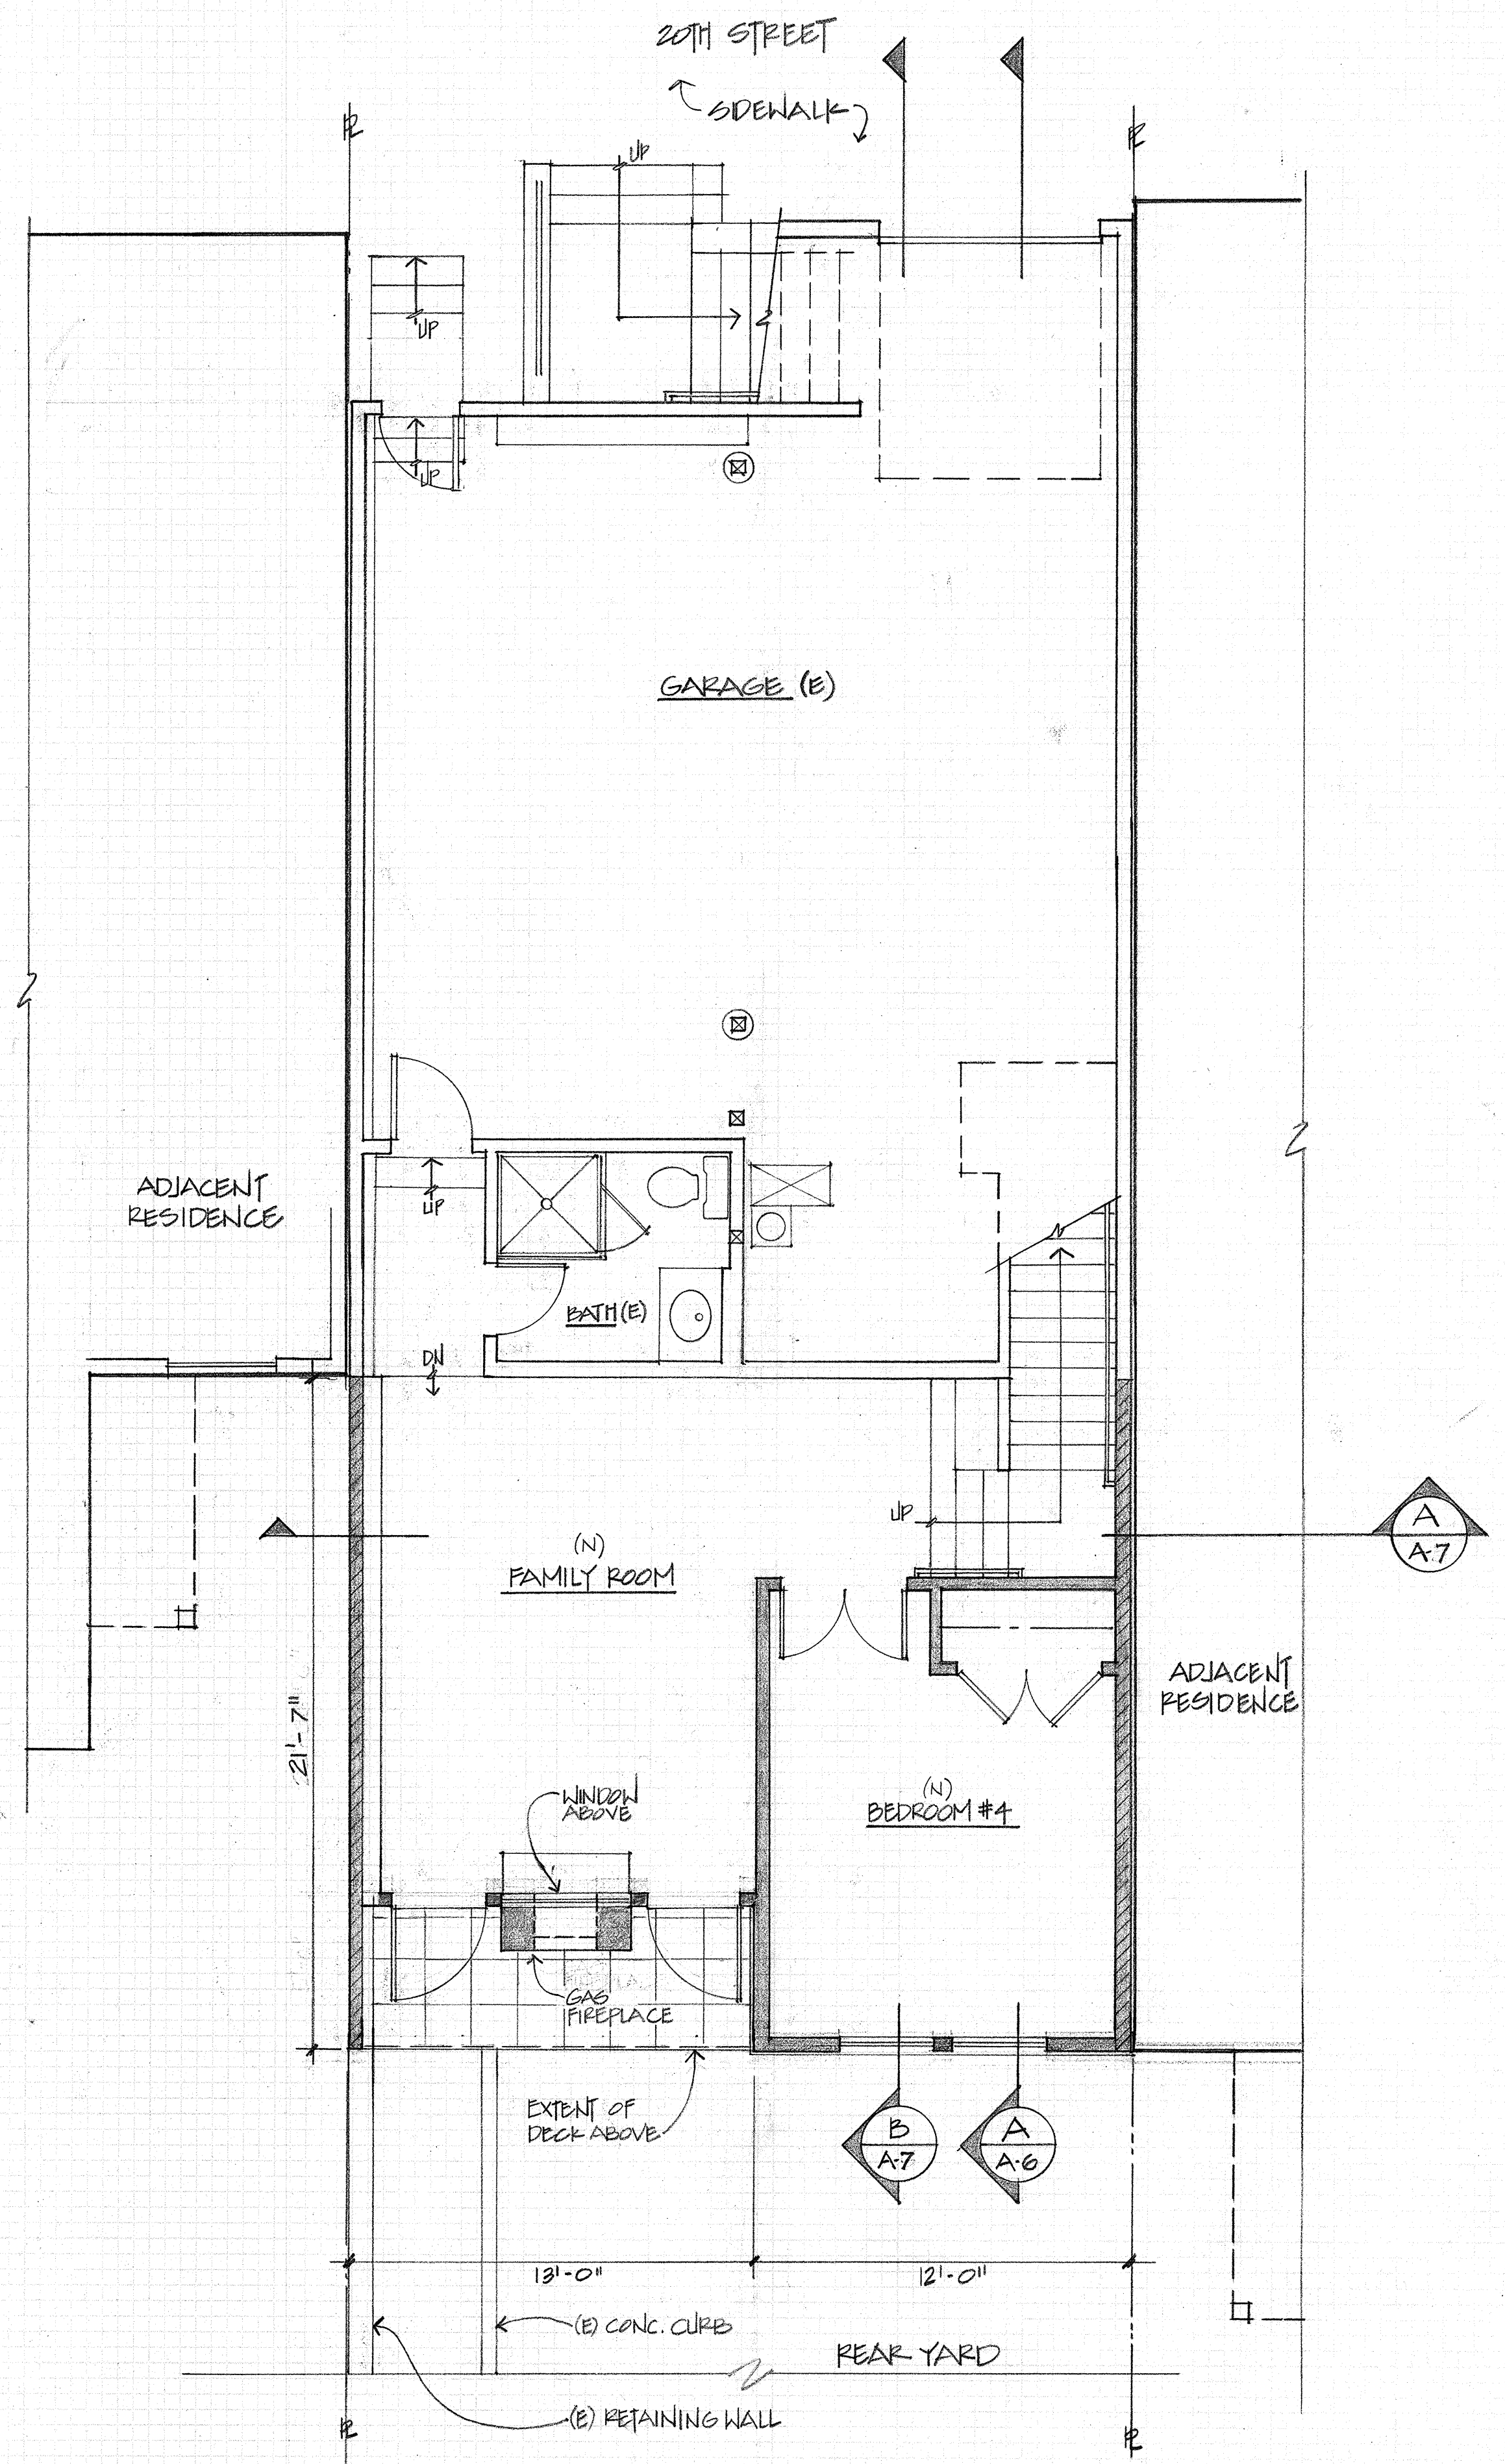 20TH STREET
SIDEWALK
PL
PL
UP
UP
UP
GARAGE (E)
ADJACENT
RESIDENCE
UP
BATH (E)
DN
UP
(N)
FAMILY ROOM
A
A-7
ADJACENT
RESIDENCE
21'-7"
WINDOW
ABOVE
(N)
BEDROOM #4
GAS
FIREPLACE
EXTENT OF
DECK ABOVE
B
A-7
A
A-6
13'-0"
12'-0"
(E) CONC. CURB
REAR YARD
(E) RETAINING WALL
PL
PL